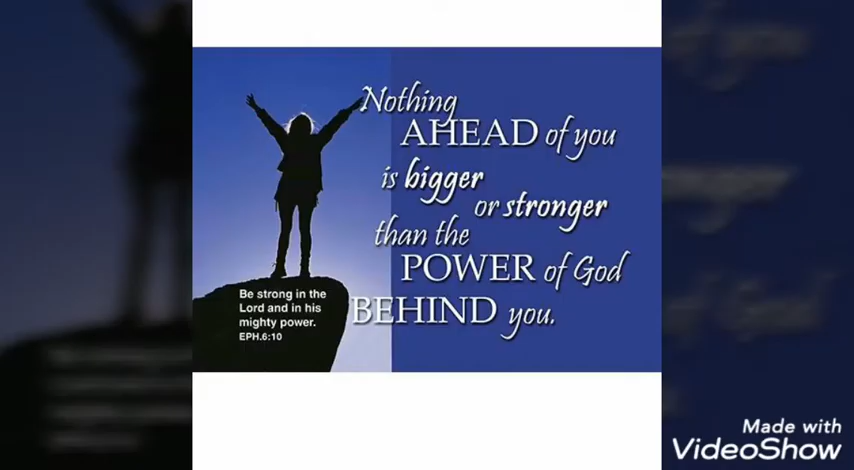 Nothing
AHEAD of you
is bigger
or stronger
than the
POWER of God
BEHIND you.
Be strong in the
Lord and in his
mighty power.
EPH.6:10
Made with
VideoShow